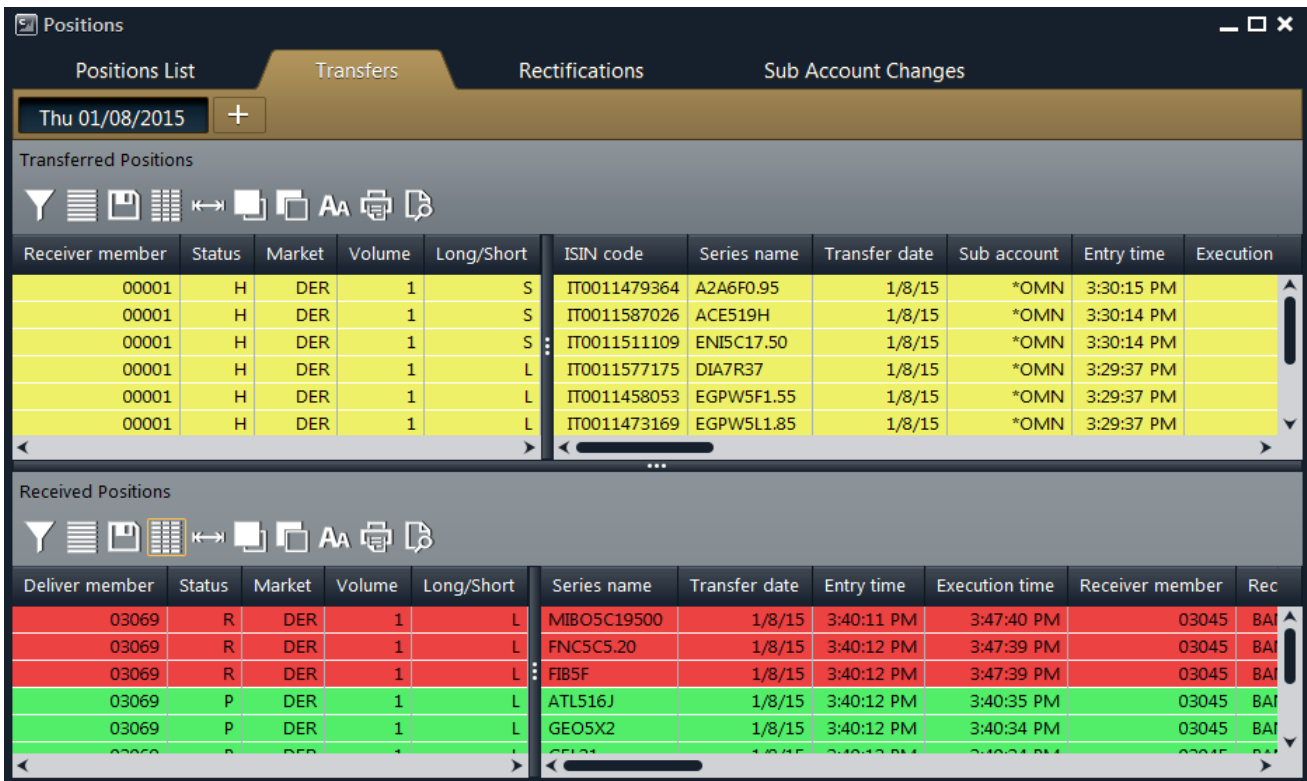 Positions
Positions List Transfers Rectifications Sub Account Changes
Thu 01/08/2015 +
Transferred Positions
AA
Receiver member Status Market Volume Long/Short ISIN code Series name Transfer date Sub account Entry time Execution
00001 H DER 1 S IT0011479364 A2A6F0.95 1/8/15 *OMN 3:30:15 PM
00001 H DER 1 S IT0011587026 ACE519H 1/8/15 *OMN 3:30:14 PM
00001 H DER 1 S IT0011511109 ENI5C17.50 1/8/15 *OMN 3:30:14 PM
00001 H DER 1 L IT0011577175 DIA7R37 1/8/15 *OMN 3:29:37 PM
00001 H DER 1 L IT0011458053 EGPW5F1.55 1/8/15 *OMN 3:29:37 PM
00001 H DER 1 L IT0011473169 EGPW5L1.85 1/8/15 *OMN 3:29:37 PM
Received Positions
AA
Deliver member Status Market Volume Long/Short Series name Transfer date Entry time Execution time Receiver member Rec
03069 R DER 1 L MIBO5C19500 1/8/15 3:40:11 PM 3:47:40 PM 03045 BAN
03069 R DER 1 L FNC5C5.20 1/8/15 3:40:12 PM 3:47:39 PM 03045 BAN
03069 R DER 1 L FIB5F 1/8/15 3:40:12 PM 3:47:39 PM 03045 BAN
03069 P DER 1 L ATL516J 1/8/15 3:40:12 PM 3:40:35 PM 03045 BAN
03069 P DER 1 L GEO5X2 1/8/15 3:40:12 PM 3:40:34 PM 03045 BAN